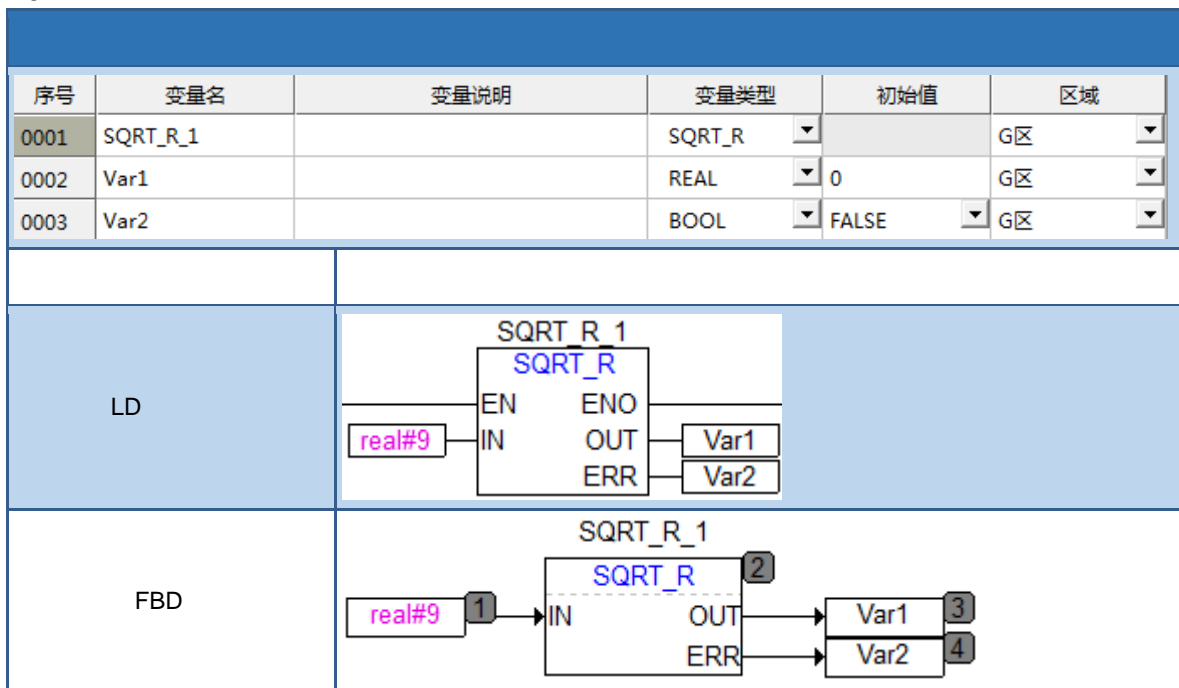 序号 变量名 变量说明 变量类型 初始值 区域
0001 SQRT_R_1 SQRT_R G区
0002 Var1 REAL 0 G区
0003 Var2 BOOL FALSE G区
LD
SQRT_R_1
SQRT_R
EN ENO
real#9 IN OUT Var1
ERR Var2
FBD
SQRT_R_1
SQRT_R 2
real#9 1 IN OUT Var1 3
ERR Var2 4